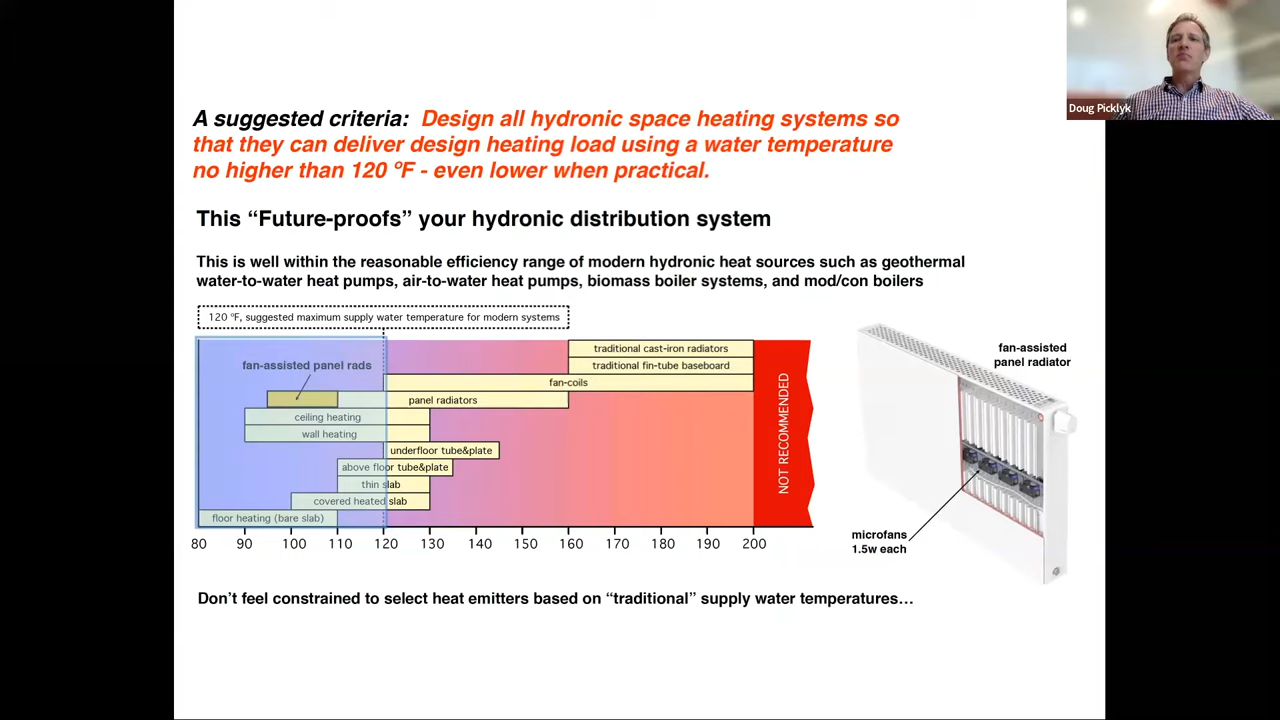 Doug Picklyk
A suggested criteria: Design all hydronic space heating systems so
that they can deliver design heating load using a water temperature
no higher than 120 ºF - even lower when practical.
This “Future-proofs” your hydronic distribution system
This is well within the reasonable efficiency range of modern hydronic heat sources such as geothermal
water-to-water heat pumps, air-to-water heat pumps, biomass boiler systems, and mod/con boilers
120 ºF, suggested maximum supply water temperature for modern systems
traditional cast-iron radiators
fan-assisted panel rads
traditional fin-tube baseboard
fan-coils
panel radiators
ceiling heating
wall heating
underfloor tube&plate
above floor tube&plate
thin slab
covered heated slab
floor heating (bare slab)
NOT RECOMMENDED
80 90 100 110 120 130 140 150 160 170 180 190 200
fan-assisted
panel radiator
microfans
1.5w each
Don’t feel constrained to select heat emitters based on “traditional” supply water temperatures…